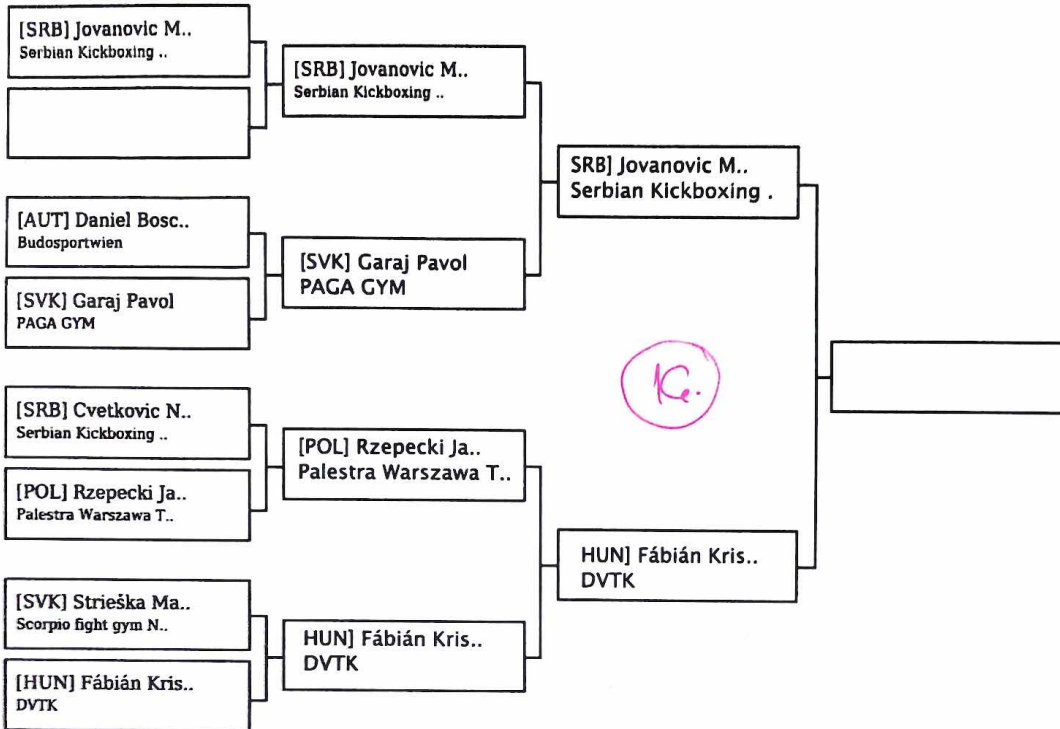 [SRB] Jovanovic M..
Serbian Kickboxing ..
[AUT] Daniel Bosc..
Budosportwien
[SVK] Garaj Pavol
PAGA GYM
[SRB] Cvetkovic N..
Serbian Kickboxing ..
[POL] Rzepecki Ja..
Palestra Warszawa T..
[SVK] Strieška Ma..
Scorpio fight gym N..
[HUN] Fábián Kris..
DVTK
[SRB] Jovanovic M..
Serbian Kickboxing ..
[SVK] Garaj Pavol
PAGA GYM
[POL] Rzepecki Ja..
Palestra Warszawa T..
HUN] Fábián Kris..
DVTK
SRB] Jovanovic M..
Serbian Kickboxing .
HUN] Fábián Kris..
DVTK